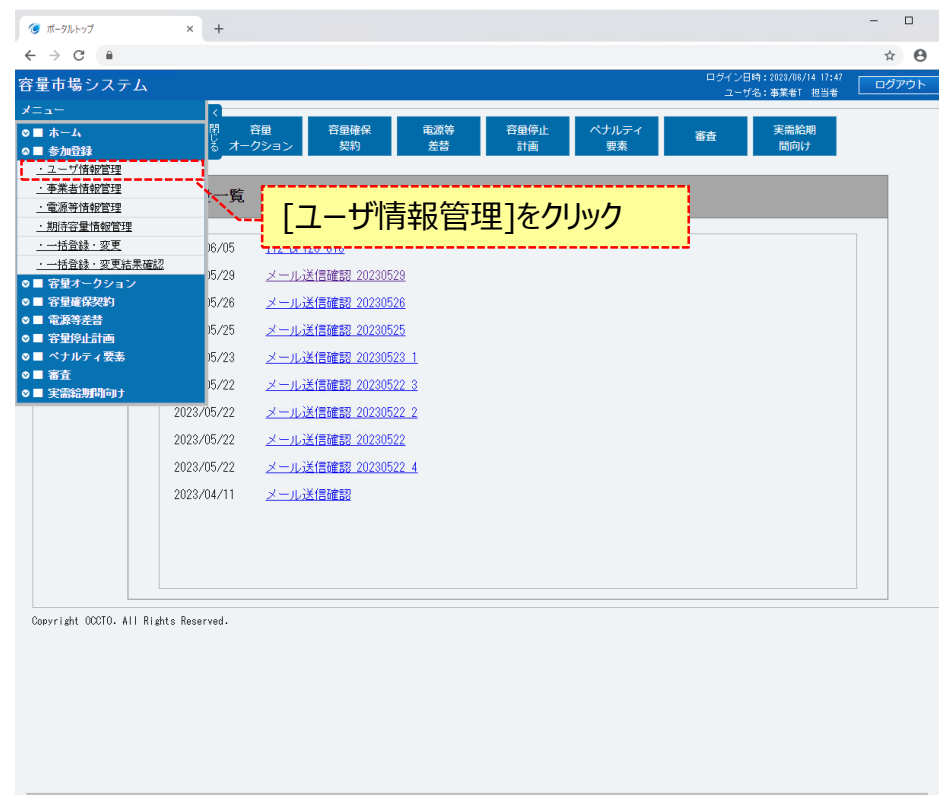 ポータルトップ
容量市場システム
ログイン日時：2023/06/14 17:47
ユーザ名：事業者T 担当者
ログアウト
メニュー
閉じる
ホーム
参加登録
・ユーザ情報管理
・事業者情報管理
・電源等情報管理
・期待容量情報管理
・一括登録・変更
・一括登録・変更結果確認
容量オークション
容量確保契約
電源等差替
容量停止計画
ペナルティ要素
審査
実需給期間向け
容量
オークション
容量確保
契約
電源等
差替
容量停止
計画
ペナルティ
要素
審査
実需給期
間向け
一覧
[ユーザ情報管理]をクリック
06/05
05/29 メール送信確認 20230529
05/26 メール送信確認 20230526
05/25 メール送信確認 20230525
05/23 メール送信確認 20230523_1
05/22 メール送信確認 20230522_3
2023/05/22 メール送信確認 20230522_2
2023/05/22 メール送信確認 20230522
2023/05/22 メール送信確認 20230522_4
2023/04/11 メール送信確認
Copyright OCCTO. All Rights Reserved.